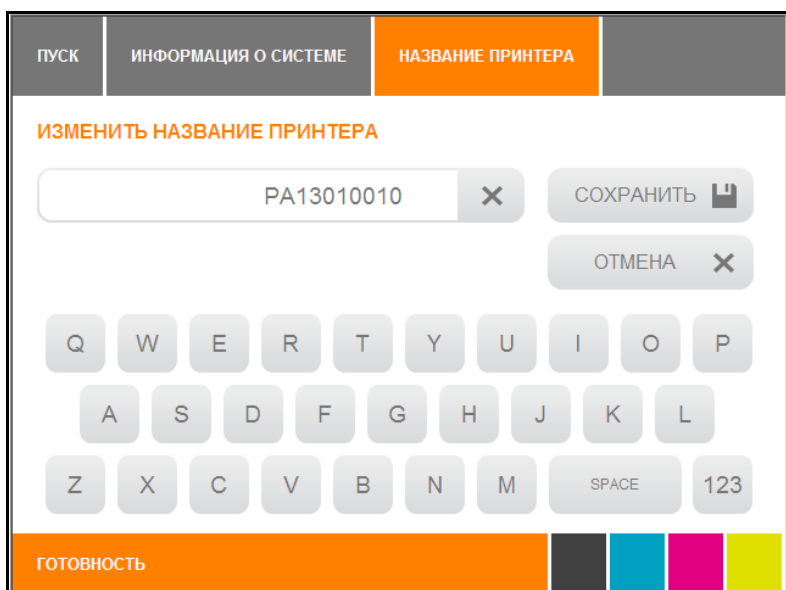 ПУСК ИНФОРМАЦИЯ О СИСТЕМЕ НАЗВАНИЕ ПРИНТЕРА
ИЗМЕНИТЬ НАЗВАНИЕ ПРИНТЕРА
PA13010010 СОХРАНИТЬ
ОТМЕНА
Q W E R T Y U I O P
A S D F G H J K L
Z X C V B N M SPACE 123
ГОТОВНОСТЬ